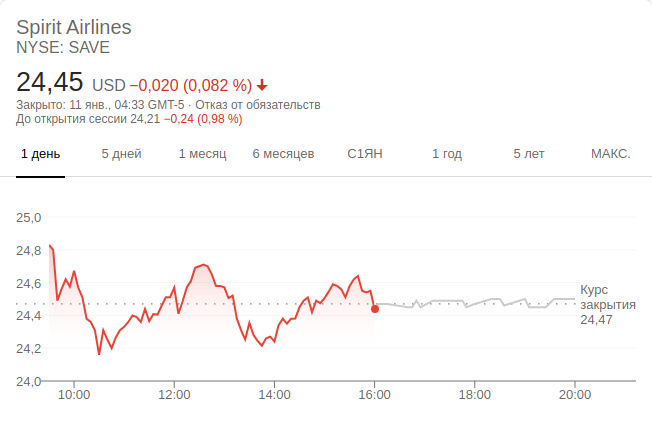 Spirit Airlines
NYSE: SAVE
24,45 USD −0,020 (0,082 %)
Закрыто: 11 янв., 04:33 GMT-5 · Отказ от обязательств
До открытия сессии 24,21 −0,24 (0,98 %)
1 день 5 дней 1 месяц 6 месяцев С1ЯН 1 год 5 лет МАКС.
25,0
24,8
24,6
24,4
24,2
24,0
Курс
закрытия
24,47
10:00 12:00 14:00 16:00 18:00 20:00